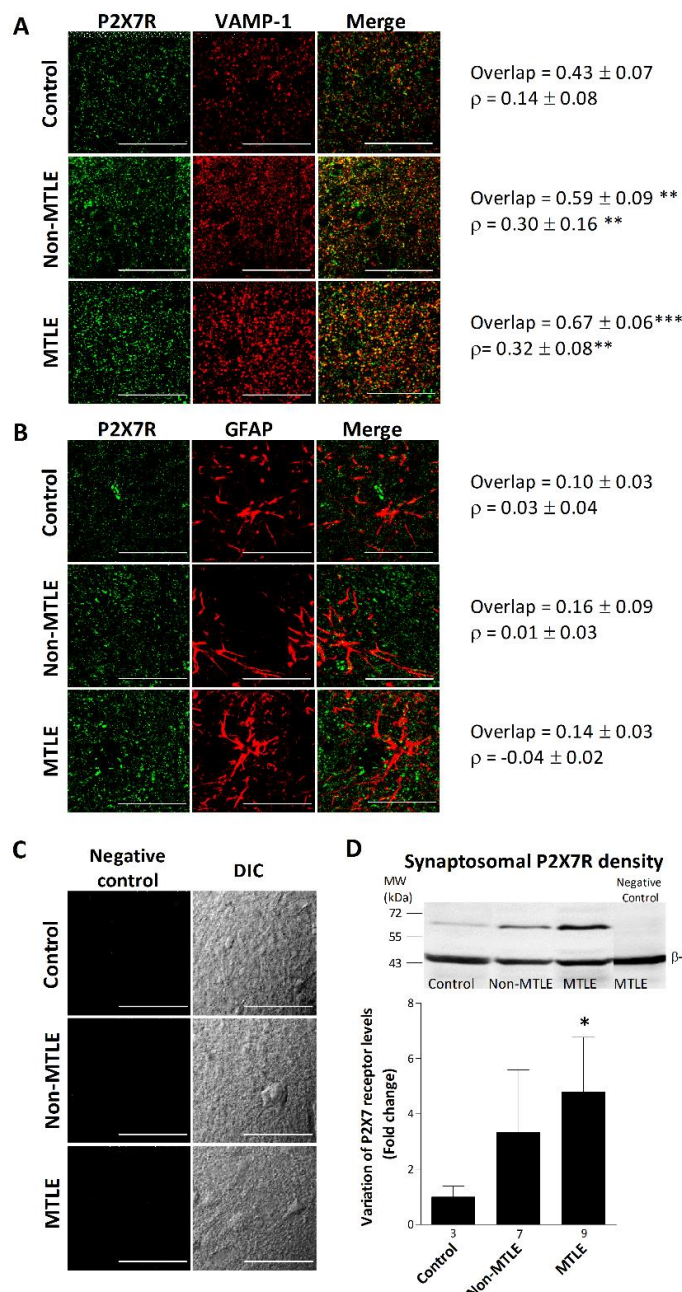 A
P2X7R VAMP-1 Merge
Control
Overlap = 0.43 ± 0.07
ρ = 0.14 ± 0.08
Non-MTLE
Overlap = 0.59 ± 0.09 **
ρ = 0.30 ± 0.16 **
MTLE
Overlap = 0.67 ± 0.06***
ρ= 0.32 ± 0.08**
B
P2X7R GFAP Merge
Control
Overlap = 0.10 ± 0.03
ρ = 0.03 ± 0.04
Non-MTLE
Overlap = 0.16 ± 0.09
ρ = 0.01 ± 0.03
MTLE
Overlap = 0.14 ± 0.03
ρ = -0.04 ± 0.02
C
Negative
control
DIC
Control
Non-MTLE
MTLE
D
Synaptosomal P2X7R density
MW
(kDa)
Negative
Control
72
55
43
β-
Control Non-MTLE MTLE MTLE
Variation of P2X7 receptor levels
(Fold change)
8
6
4
2
0
*
3 7 9
Control Non-MTLE MTLE